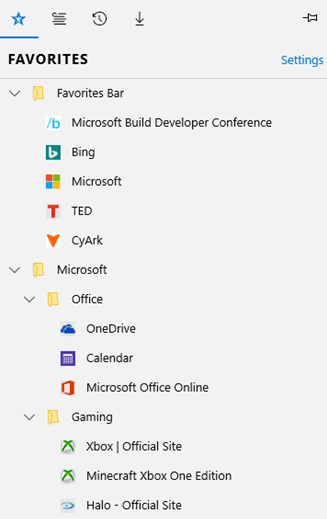 FAVORITES Settings
Favorites Bar
/b Microsoft Build Developer Conference
b Bing
Microsoft
T TED
CyArk
Microsoft
Office
OneDrive
Calendar
Microsoft Office Online
Gaming
Xbox | Official Site
Minecraft Xbox One Edition
Halo - Official Site